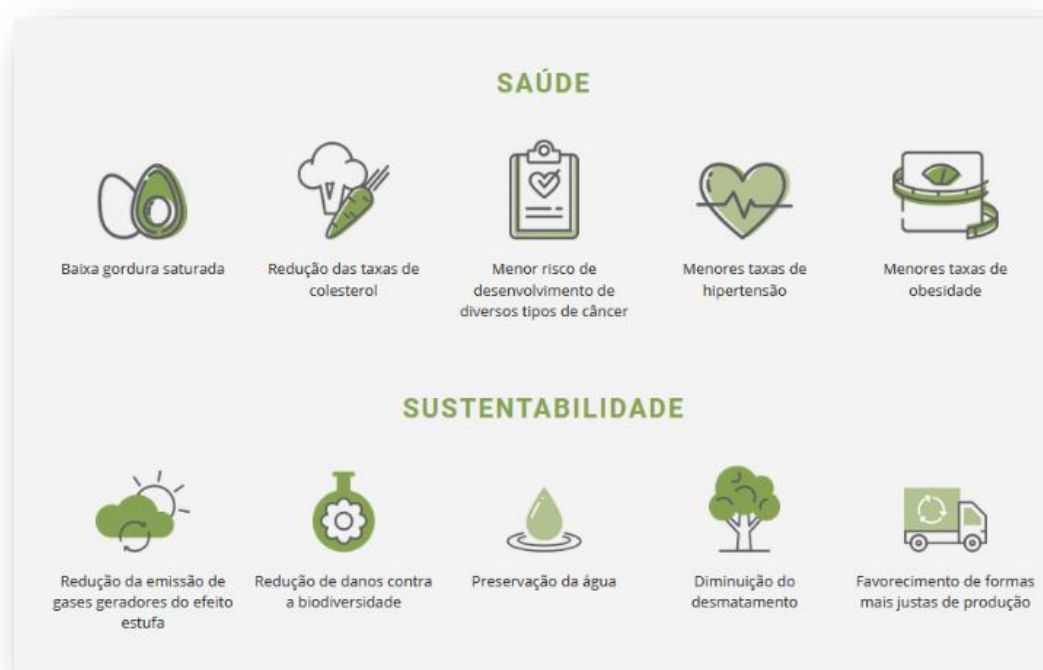 SAÚDE
Baixa gordura saturada
Redução das taxas de
colesterol
Menor risco de
desenvolvimento de
diversos tipos de câncer
Menores taxas de
hipertensão
Menores taxas de
obesidade
SUSTENTABILIDADE
Redução da emissão de
gases geradores do efeito
estufa
Redução de danos contra
a biodiversidade
Preservação da água
Diminuição do
desmatamento
Favorecimento de formas
mais justas de produção